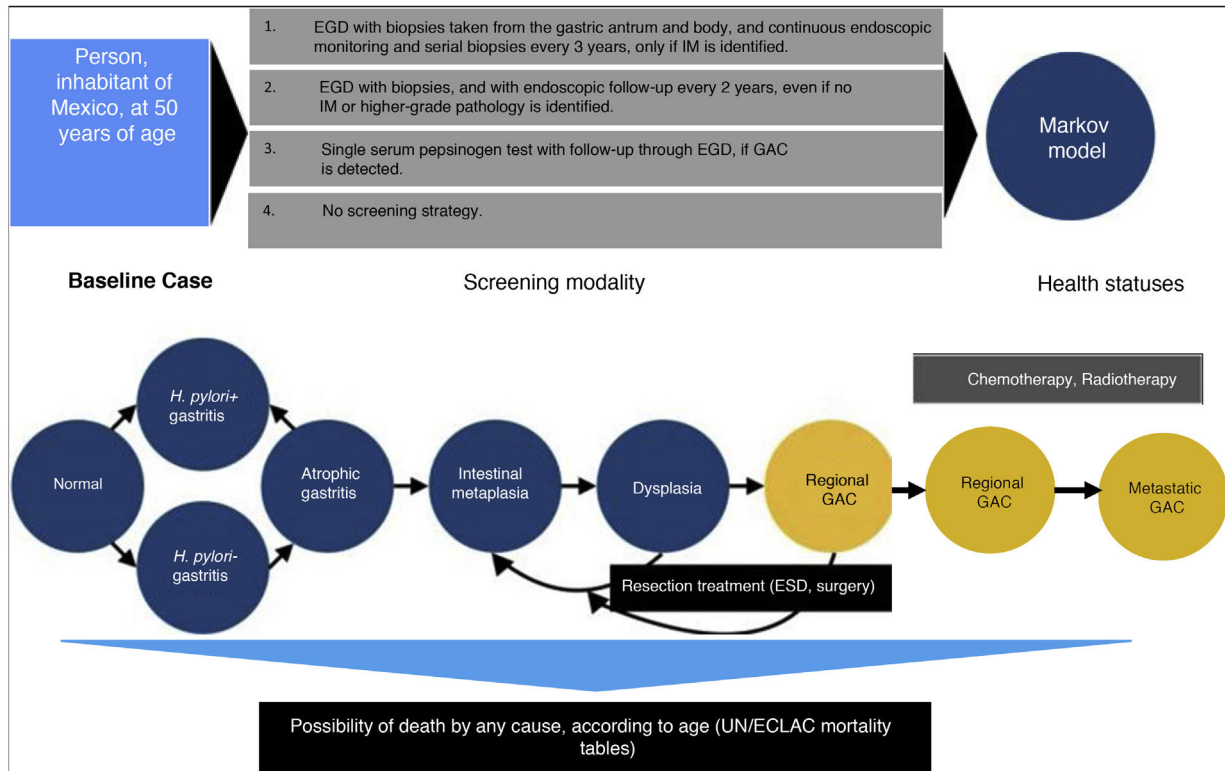 Person,
inhabitant of
Mexico, at 50
years of age
1. EGD with biopsies taken from the gastric antrum and body, and continuous endoscopic
monitoring and serial biopsies every 3 years, only if IM is identified.
2. EGD with biopsies, and with endoscopic follow-up every 2 years, even if no
IM or higher-grade pathology is identified.
3. Single serum pepsinogen test with follow-up through EGD, if GAC
is detected.
4. No screening strategy.
Markov
model
Baseline Case
Screening modality
Health statuses
Normal
H. pylori+
gastritis
H. pylori-
gastritis
Atrophic
gastritis
Intestinal
metaplasia
Dysplasia
Regional
GAC
Chemotherapy, Radiotherapy
Regional
GAC
Metastatic
GAC
Resection treatment (ESD, surgery)
Possibility of death by any cause, according to age (UN/ECLAC mortality
tables)